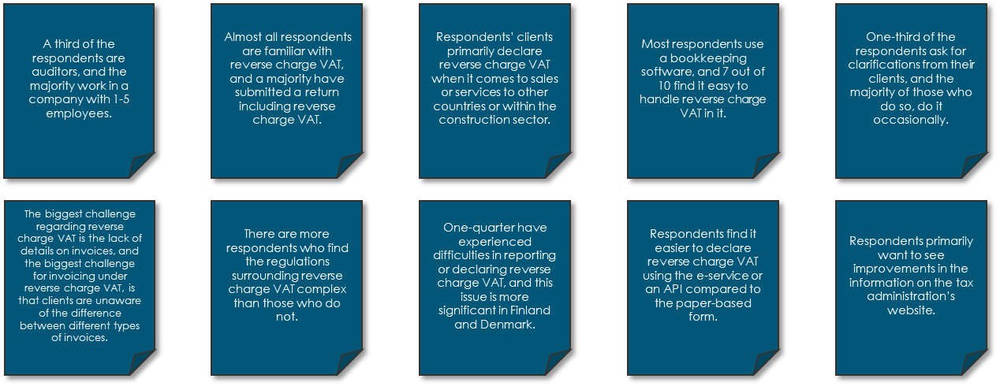 A third of the
respondents are
auditors, and the
majority work in a
company with 1-5
employees.
Almost all respondents
are familiar with
reverse charge VAT,
and a majority have
submitted a return
including reverse
charge VAT.
Respondents' clients
primarily declare
reverse charge VAT
when it comes to sales
or services to other
countries or within the
construction sector.
Most respondents use
a bookkeeping
software, and 7 out of
10 find it easy to
handle reverse charge
VAT in it.
One-third of the
respondents ask for
clarifications from their
clients, and the
majority of those who
do so, do it
occasionally.
The biggest challenge
regarding reverse
charge VAT is the lack of
details on invoices, and
the biggest challenge
for invoicing under
reverse charge VAT, is
that clients are unaware
of the difference
between different types
of invoices.
There are more
respondents who find
the regulations
surrounding reverse
charge VAT complex
than those who do
not.
One-quarter have
experienced
difficulties in reporting
or declaring reverse
charge VAT, and this
issue is more
significant in Finland
and Denmark.
Respondents find it
easier to declare
reverse charge VAT
using the e-service or
an API compared to
the paper-based
form.
Respondents primarily
want to see
improvements in the
information on the tax
administration's
website.